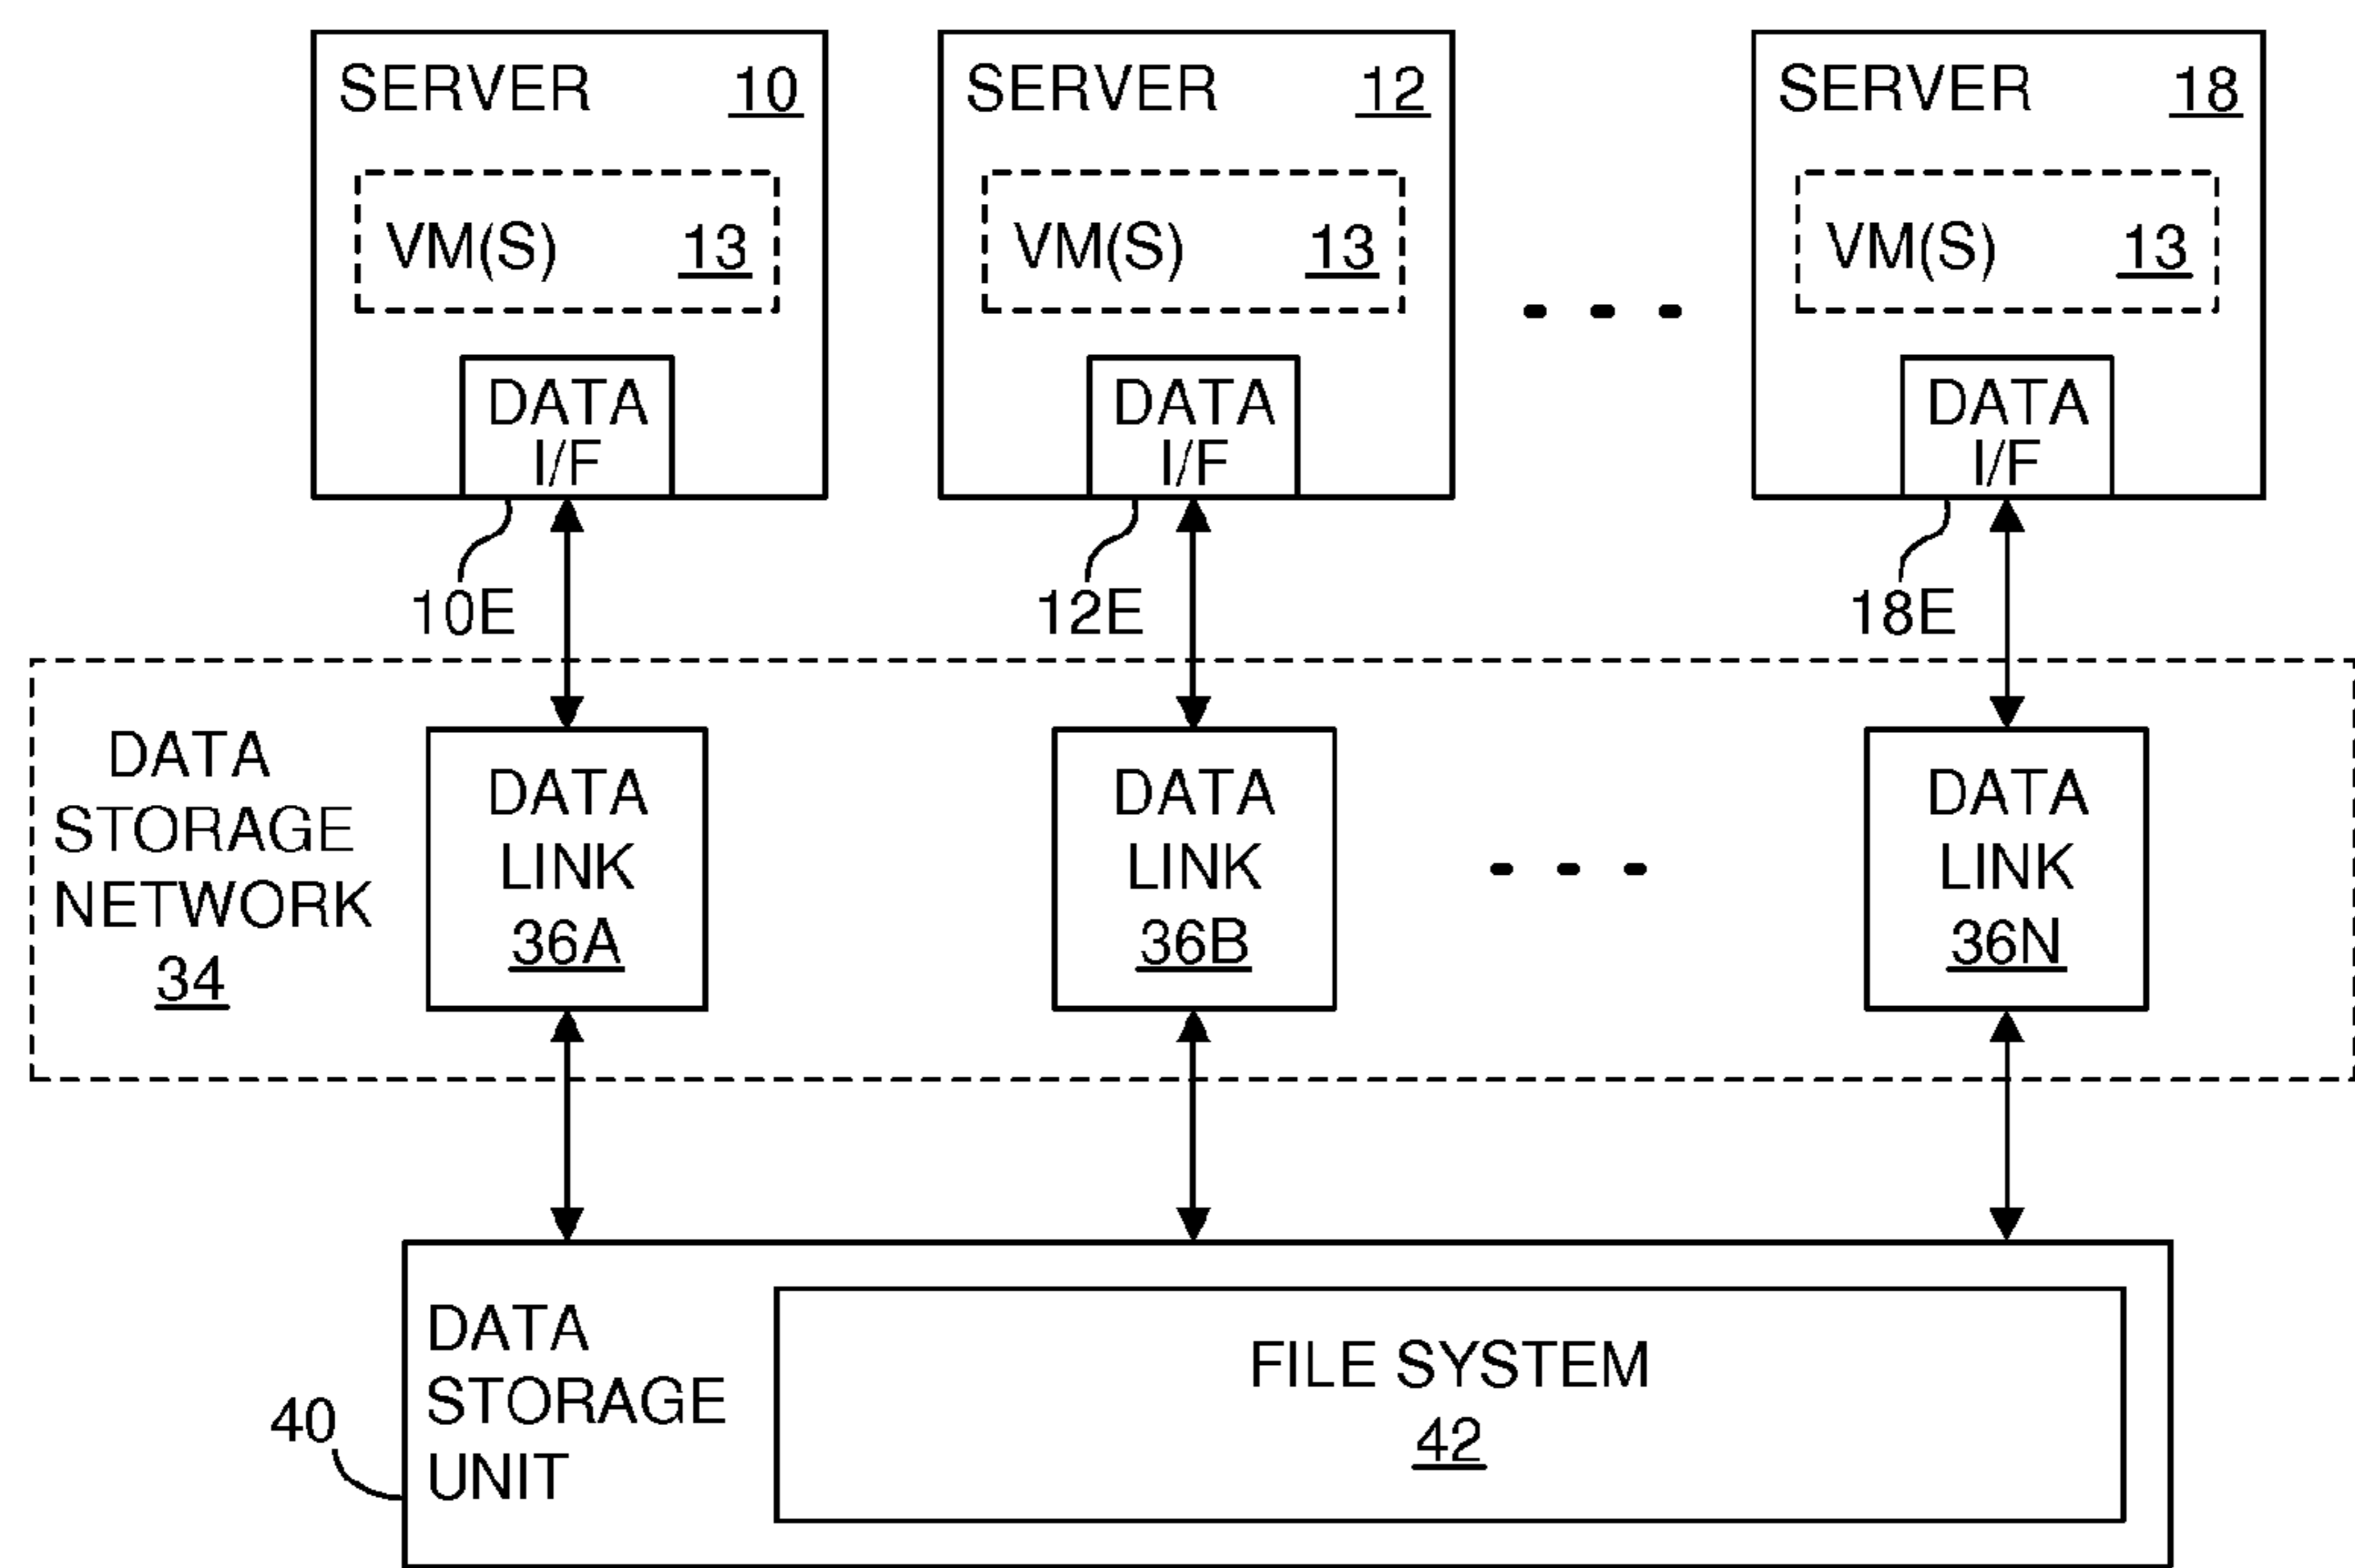 SERVER 10
VM(S) 13
DATA
I/F
10E
SERVER 12
VM(S) 13
DATA
I/F
12E
SERVER 18
VM(S) 13
DATA
I/F
18E
DATA
STORAGE
NETWORK
34
DATA
LINK
36A
DATA
LINK
36B
DATA
LINK
36N
40
DATA
STORAGE
UNIT
FILE SYSTEM
42